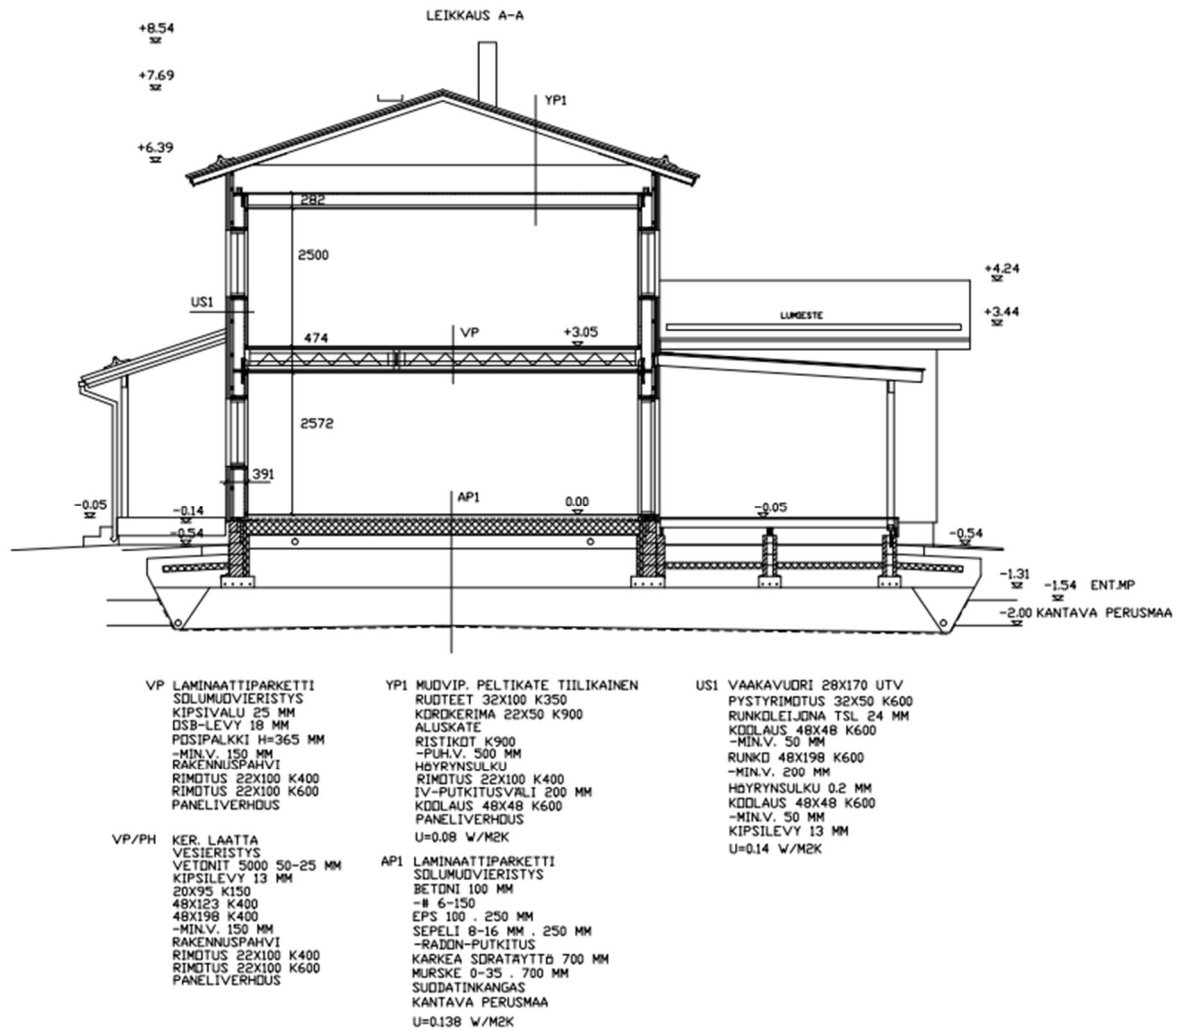 LEIKKAUS A-A
+8.54
+7.69
YP1
+6.39
282
2500
+4.24
US1
+3.44
LUMIESTE
474
VP
+3.05
2572
391
-0.05
-0.14
AP1
0.00
-0.05
-0.54
-0.54
-1.31
-1.54 ENT.MP
-2.00 KANTAVA PERUSMAA
VP LAMINAATTIPARKETTI
SOLUMUOVIERISTYS
KIPSIVALU 25 MM
OSB-LEVY 18 MM
POSIPALKKI H=365 MM
-MIN.V. 150 MM
RAKENNUSPAHVI
RIMOTUS 22X100 K400
RIMOTUS 22X100 K600
PANELIVERHOUS
VP/PH KER. LAATTA
VESIERISTYS
VETONIT 5000 50-25 MM
KIPSILEVY 13 MM
20X95 K150
48X123 K400
48X198 K400
-MIN.V. 150 MM
RAKENNUSPAHVI
RIMOTUS 22X100 K400
RIMOTUS 22X100 K600
PANELIVERHOUS
YP1 MUOVIP. PELTIKATE TIILIKAINEN
RUOTEET 32X100 K350
KOROKERIMA 22X50 K900
ALUSKATE
RISTIKOT K900
-PUH.V. 500 MM
HÖYRYNSULKU
RIMOTUS 22X100 K400
IV-PUTKITUSVÄLI 200 MM
KOOLAUS 48X48 K600
PANELIVERHOUS
U=0.08 W/M2K
AP1 LAMINAATTIPARKETTI
SOLUMUOVIERISTYS
BETONI 100 MM
-# 6-150
EPS 100 . 250 MM
SEPELI 8-16 MM . 250 MM
-RADON-PUTKITUS
KARKEA SORATÄYTTÖ 700 MM
MURSKE 0-35 . 700 MM
SUODATINKANGAS
KANTAVA PERUSMAA
U=0.138 W/M2K
US1 VAAKAVUORI 28X170 UTV
PYSTYRIMOTUS 32X50 K600
RUNKOLEIJONA TSL 24 MM
KOOLAUS 48X48 K600
-MIN.V. 50 MM
RUNKO 48X198 K600
-MIN.V. 200 MM
HÖYRYNSULKU 0.2 MM
KOOLAUS 48X48 K600
-MIN.V. 50 MM
KIPSILEVY 13 MM
U=0.14 W/M2K